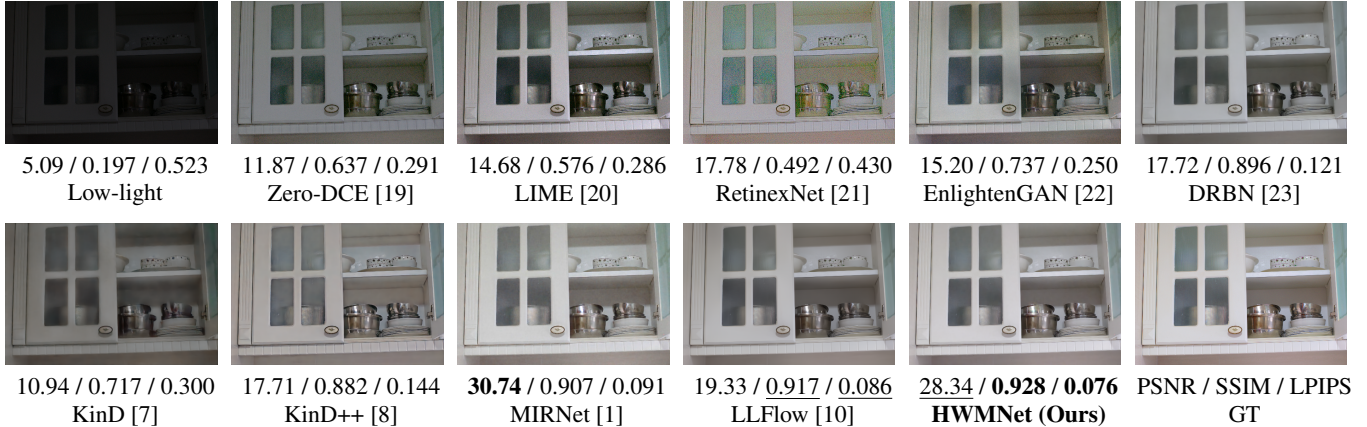 5.09 / 0.197 / 0.523
11.87 / 0.637 / 0.291
14.68 / 0.576 / 0.286
17.78 / 0.492 / 0.430
15.20 / 0.737 / 0.250
17.72 / 0.896 / 0.121
Low-light
Zero-DCE [19]
LIME [20]
RetinexNet [21]
EnlightenGAN [22]
DRBN [23]
10.94 / 0.717 / 0.300
17.71 / 0.882 / 0.144
30.74 / 0.907 / 0.091
19.33 / 0.917 / 0.086
28.34 / 0.928 / 0.076
PSNR / SSIM / LPIPS
KinD [7]
KinD++ [8]
MIRNet [1]
LLFlow [10]
HWMNet (Ours)
GT